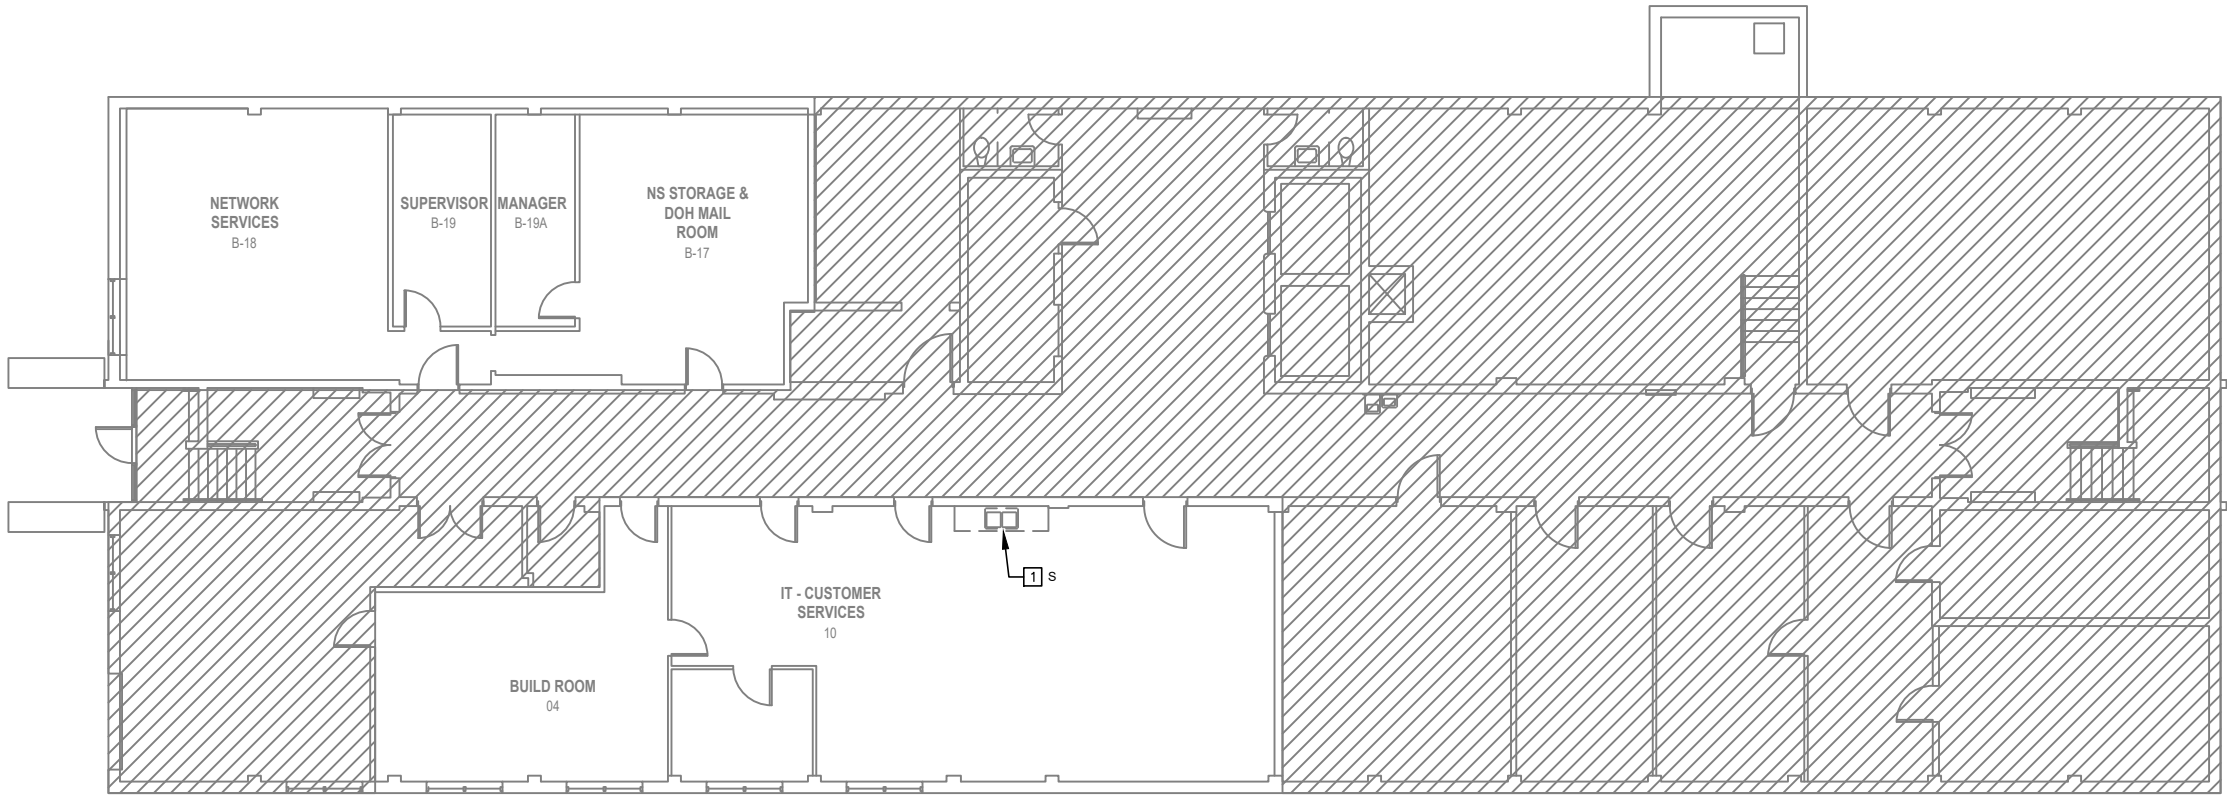 NETWORK
SERVICES
B-18
SUPERVISOR
B-19
MANAGER
B-19A
NS STORAGE &
DOH MAIL
ROOM
B-17
1 S
IT - CUSTOMER
SERVICES
10
BUILD ROOM
04